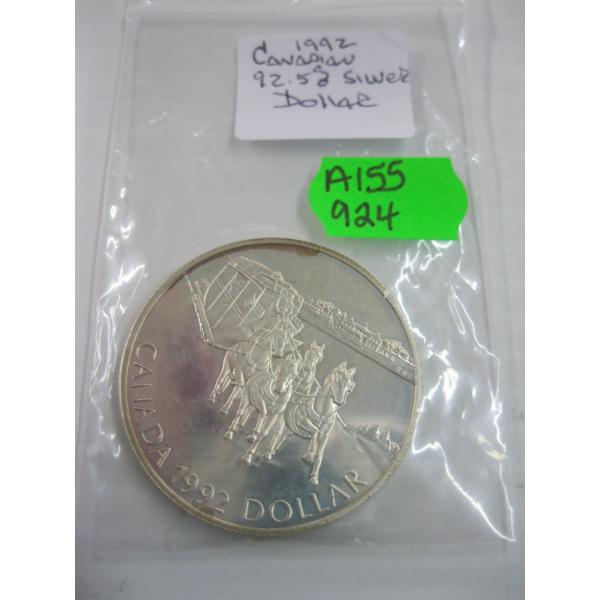 1992
CANADIAN
92.5% SILVER
DOLLAR
A155
924
CANADA 1992 DOLLAR